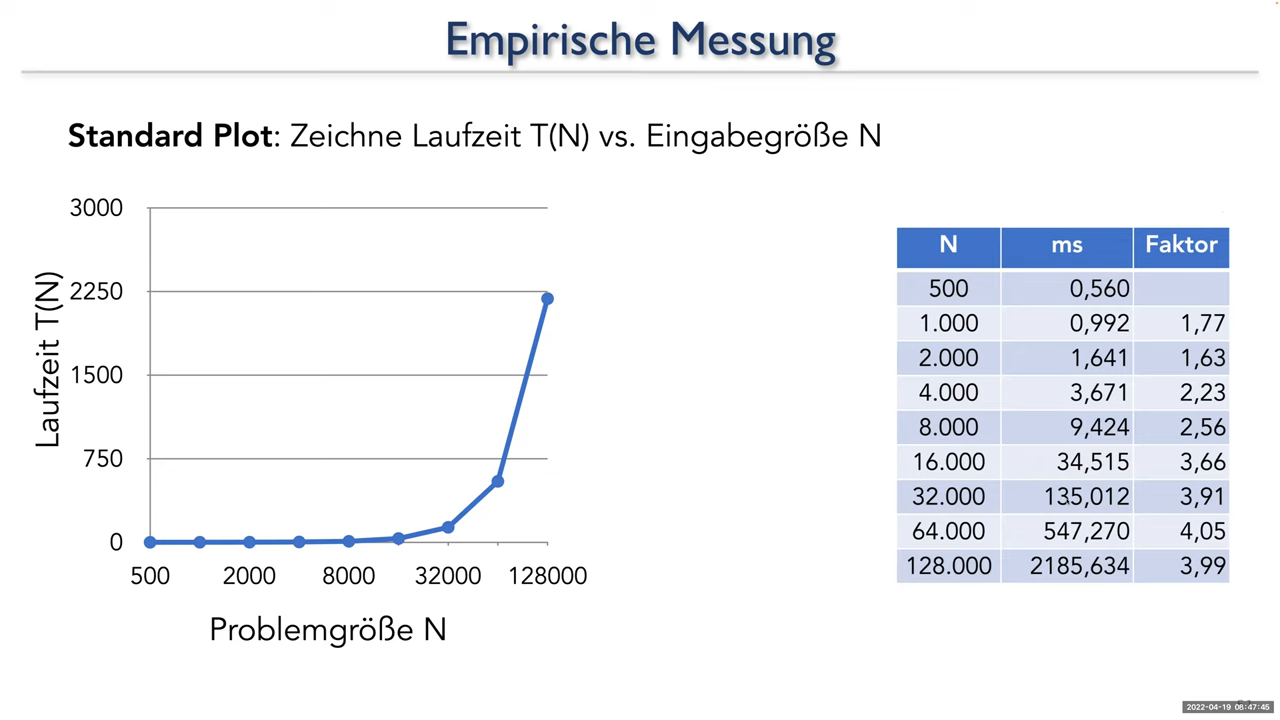 Empirische Messung
Standard Plot: Zeichne Laufzeit T(N) vs. Eingabegröße N
Laufzeit T(N)
3000
2250
1500
750
0
500 2000 8000 32000 128000
Problemgröße N
N ms Faktor
500 0,560
1.000 0,992 1,77
2.000 1,641 1,63
4.000 3,671 2,23
8.000 9,424 2,56
16.000 34,515 3,66
32.000 135,012 3,91
64.000 547,270 4,05
128.000 2185,634 3,99
2022-04-19 08:47:45